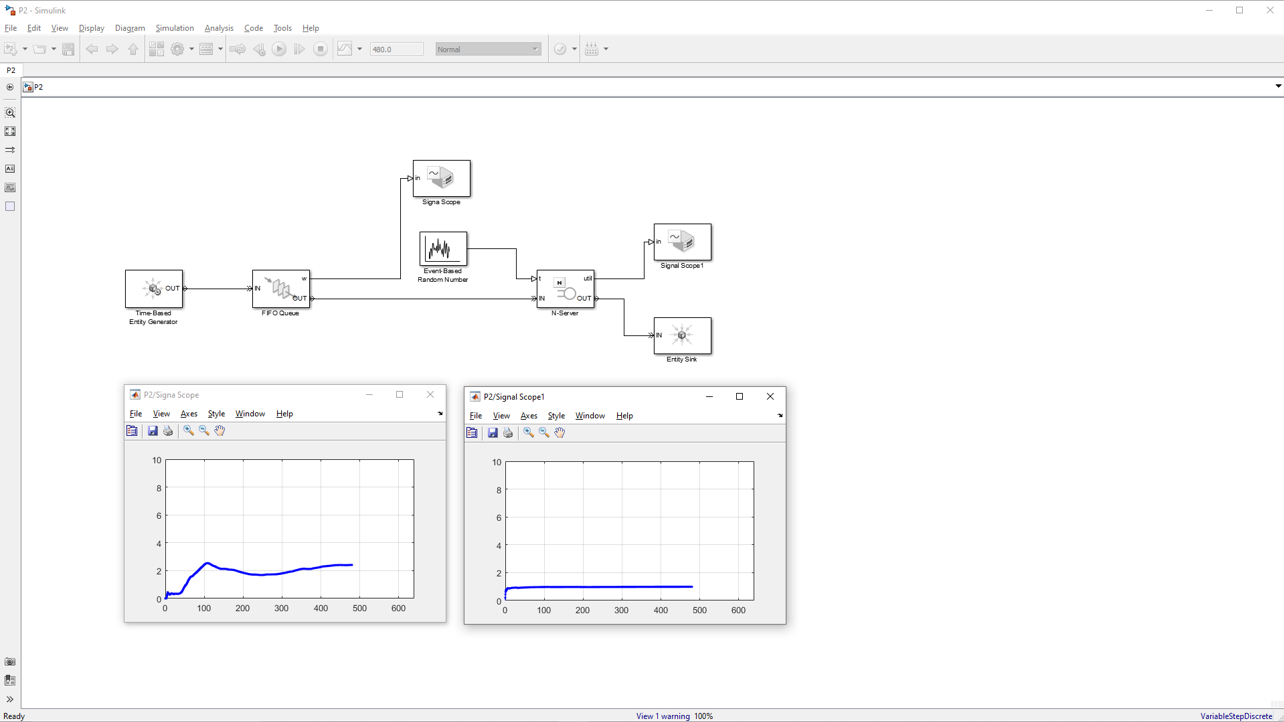 P2 - Simulink
File Edit View Display Diagram Simulation Analysis Code Tools Help
480.0 Normal
P2
P2
in
Signa Scope
Event-Based
Random Number
in
Signal Scope1
OUT
Time-Based
Entity Generator
IN w OUT
FIFO Queue
t util
IN OUT
N-Server
IN
Entity Sink
P2/Signa Scope
File View Axes Style Window Help
10
8
6
4
2
0
0 100 200 300 400 500 600
P2/Signal Scope1
File View Axes Style Window Help
10
8
6
4
2
0
0 100 200 300 400 500 600
Ready View 1 warning 100% VariableStepDiscrete